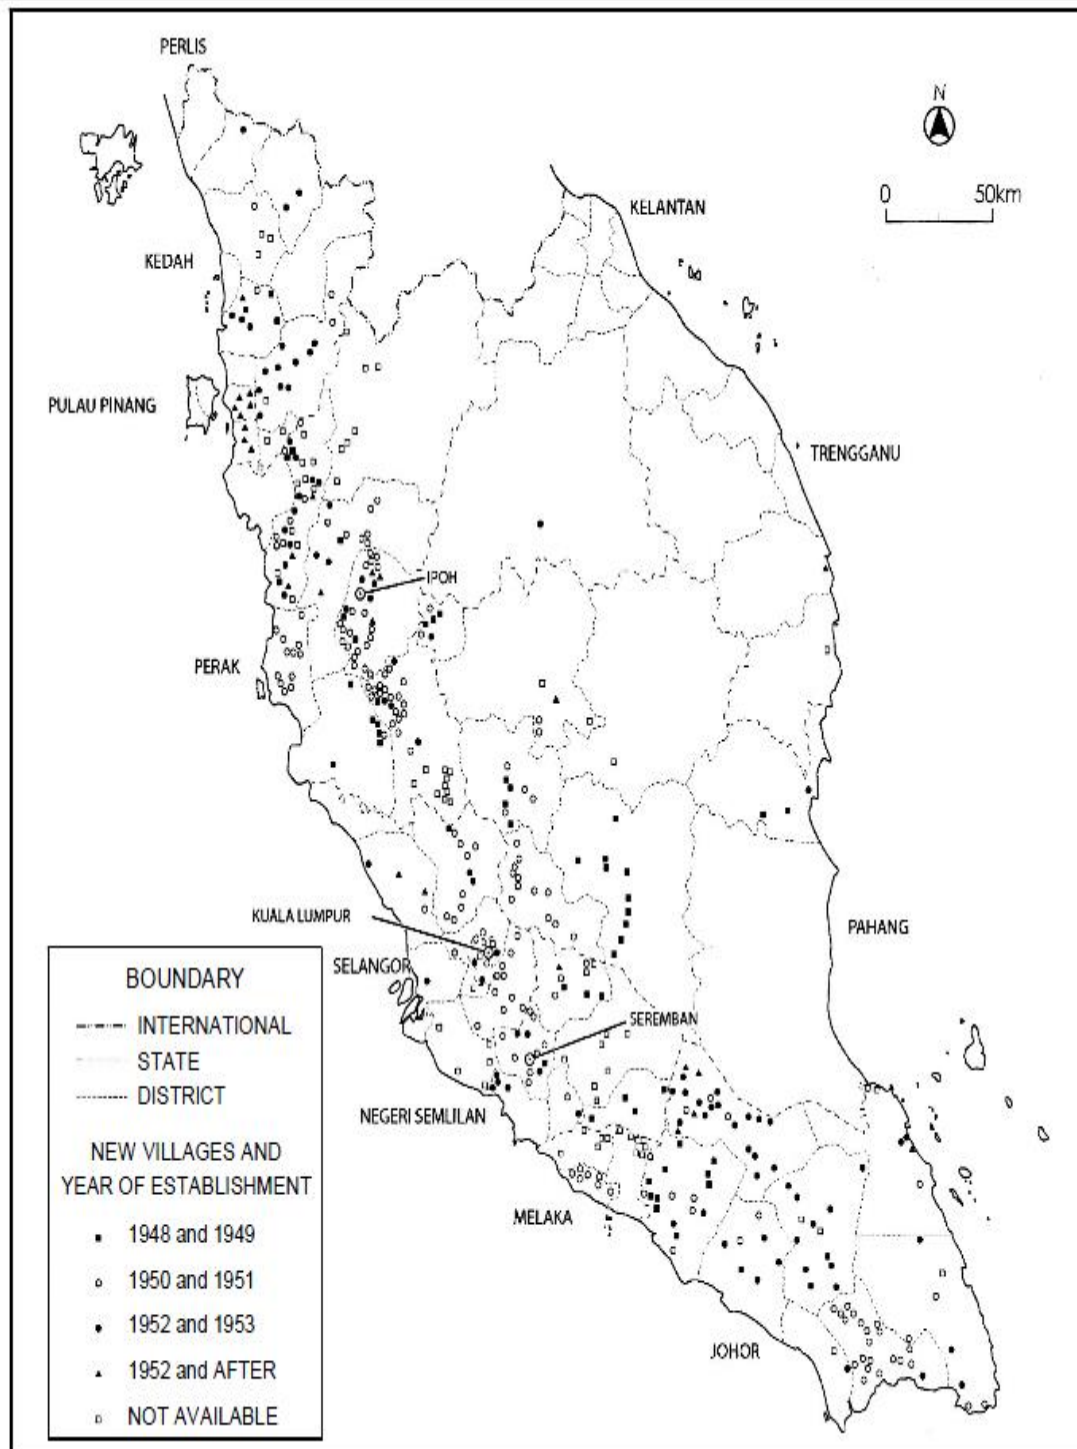 PERLIS
N
0 50km
KELANTAN
KEDAH
PULAU PINANG
TRENGGANU
IPOH
PERAK
KUALA LUMPUR
PAHANG
SELANGOR
SEREMBAN
NEGERI SEMLILAN
MELAKA
JOHOR
BOUNDARY
INTERNATIONAL
STATE
DISTRICT
NEW VILLAGES AND
YEAR OF ESTABLISHMENT
1948 and 1949
1950 and 1951
1952 and 1953
1952 and AFTER
NOT AVAILABLE